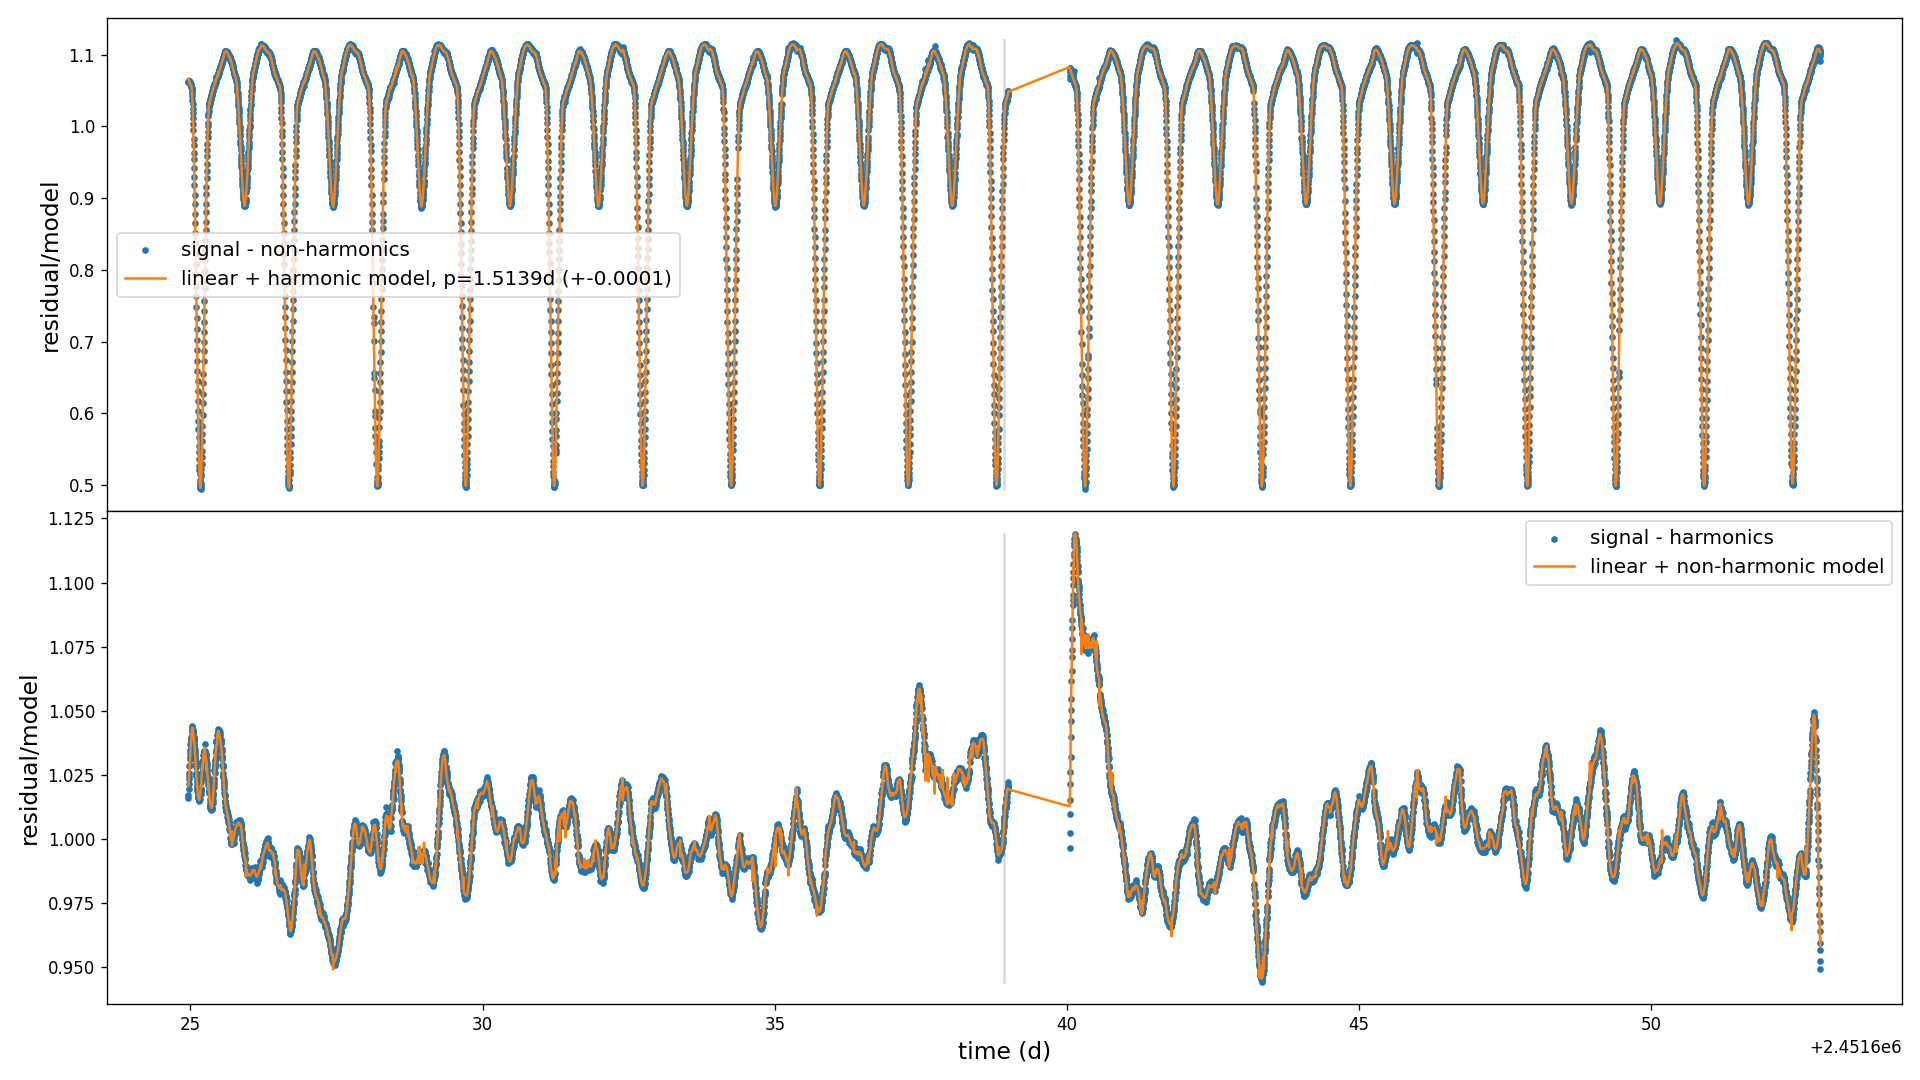 1.1
1.0
0.9
0.8
0.7
0.6
0.5
residual/model
signal - non-harmonics
linear + harmonic model, p=1.5139d (+-0.0001)
1.125
1.100
1.075
1.050
1.025
1.000
0.975
0.950
residual/model
signal - harmonics
linear + non-harmonic model
25
30
35
40
45
50
time (d)
+2.4516e6